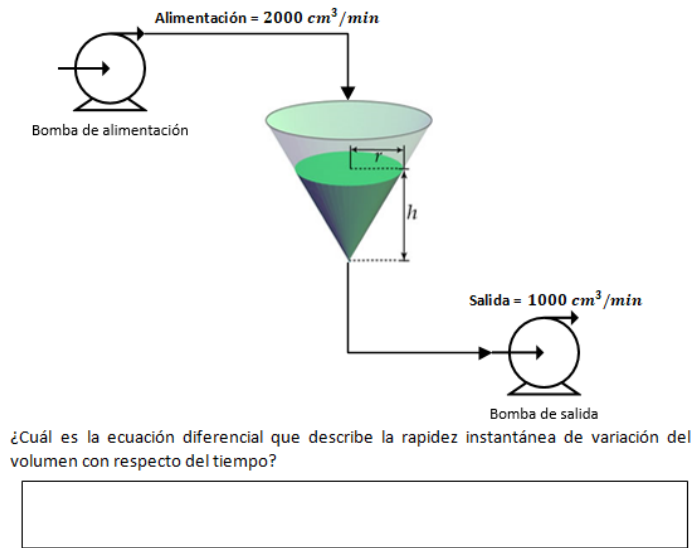 Alimentación = 2000 cm³/min
Bomba de alimentación
r
h
Salida = 1000 cm³/min
Bomba de salida
¿Cuál es la ecuación diferencial que describe la rapidez instantánea de variación del
volumen con respecto del tiempo?